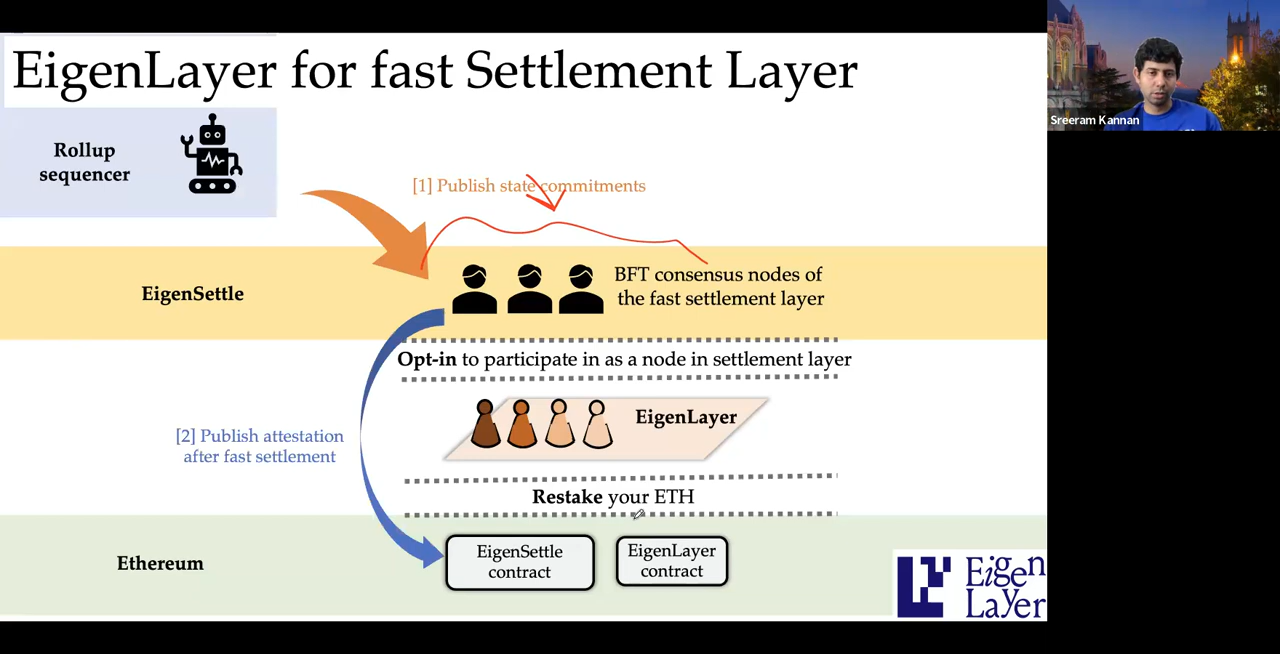 EigenLayer for fast Settlement Layer
Sreeram Kannan
Rollup
sequencer
[1] Publish state commitments
EigenSettle
BFT consensus nodes of
the fast settlement layer
Opt-in to participate in as a node in settlement layer
EigenLayer
[2] Publish attestation
after fast settlement
Restake your ETH
Ethereum
EigenSettle
contract
EigenLayer
contract
Eigen
Layer